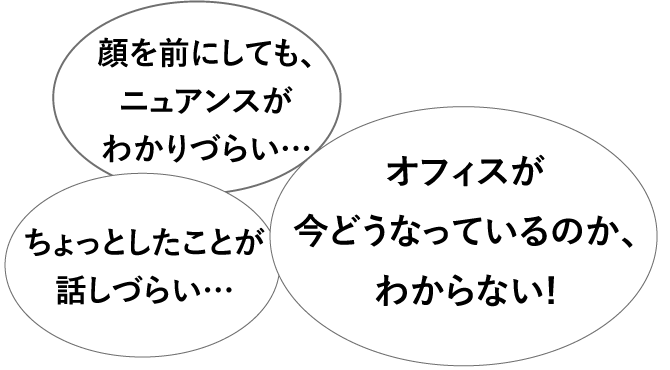 顔を前にしても、
ニュアンスが
わかりづらい…
オフィスが
今どうなっているのか、
わからない!
ちょっとしたことが
話しづらい…